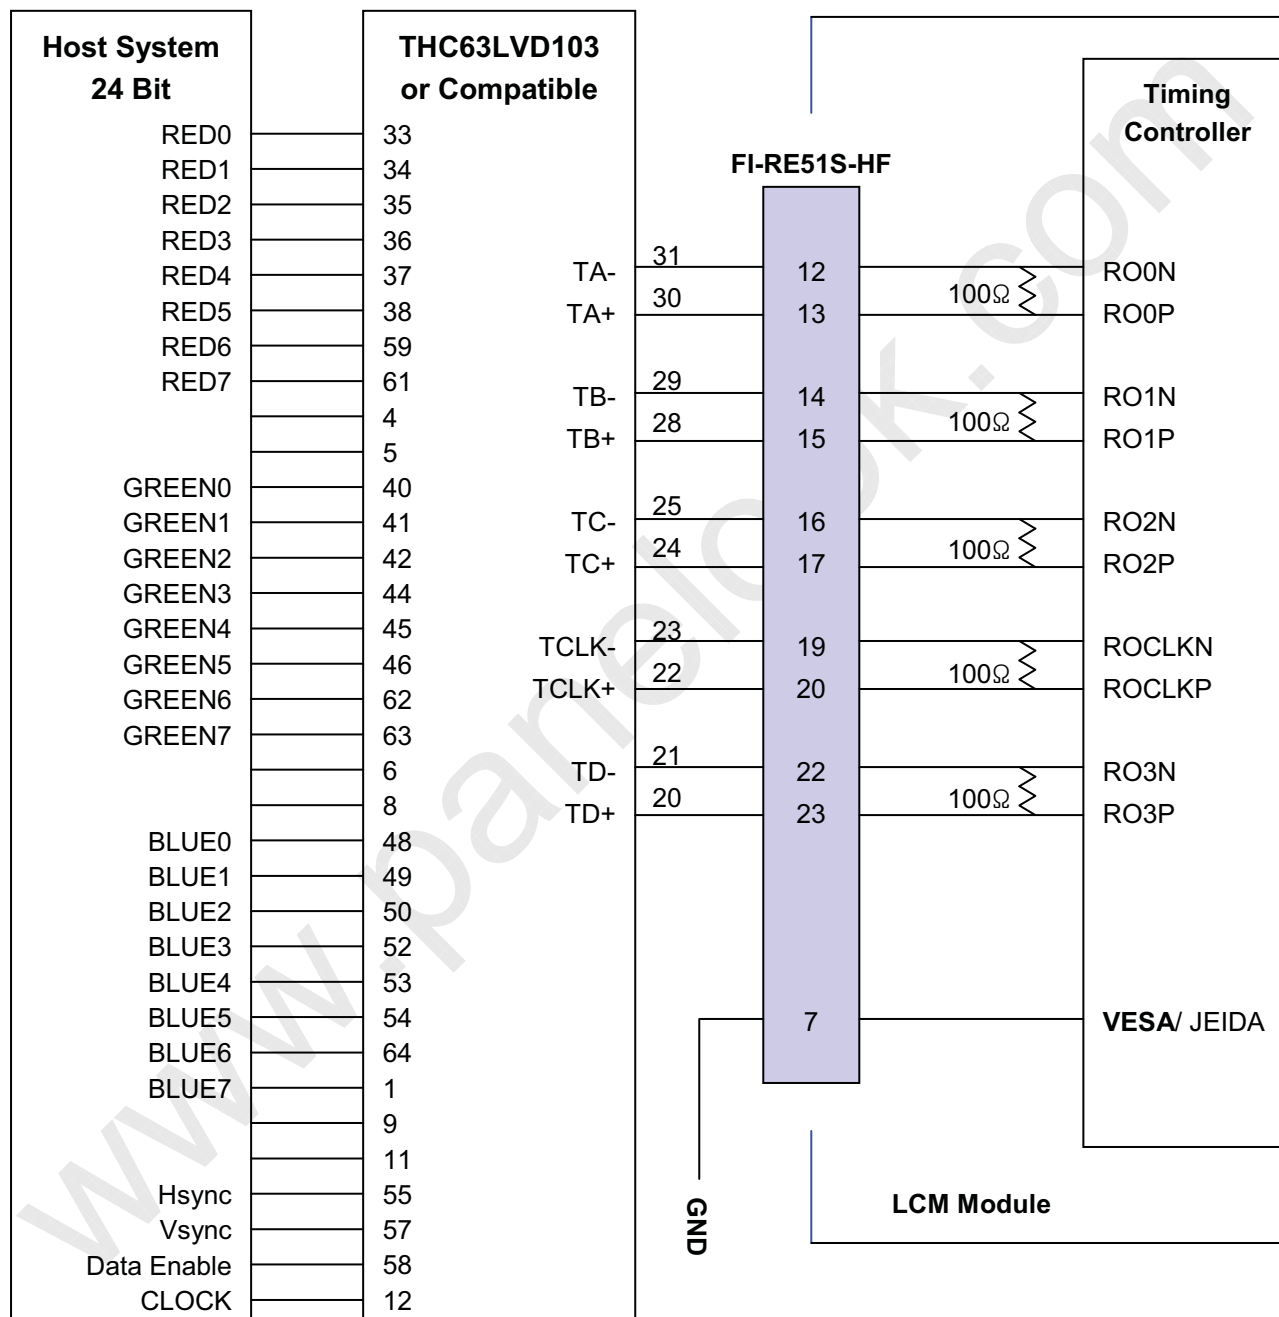 Host System
24 Bit
RED0
RED1
RED2
RED3
RED4
RED5
RED6
RED7
GREEN0
GREEN1
GREEN2
GREEN3
GREEN4
GREEN5
GREEN6
GREEN7
BLUE0
BLUE1
BLUE2
BLUE3
BLUE4
BLUE5
BLUE6
BLUE7
Hsync
Vsync
Data Enable
CLOCK
THC63LVD103
or Compatible
33
34
35
36
37
38
59
61
4
5
40
41
42
44
45
46
62
63
6
8
48
49
50
52
53
54
64
1
9
11
55
57
58
12
TA- 31
TA+ 30
TB- 29
TB+ 28
TC- 25
TC+ 24
TCLK- 23
TCLK+ 22
TD- 21
TD+ 20
FI-RE51S-HF
12
13
14
15
16
17
19
20
22
23
7
GND
100Ω
100Ω
100Ω
100Ω
100Ω
Timing
Controller
RO0N
RO0P
RO1N
RO1P
RO2N
RO2P
ROCLKN
ROCLKP
RO3N
RO3P
VESA/ JEIDA
LCM Module
www.panelook.com